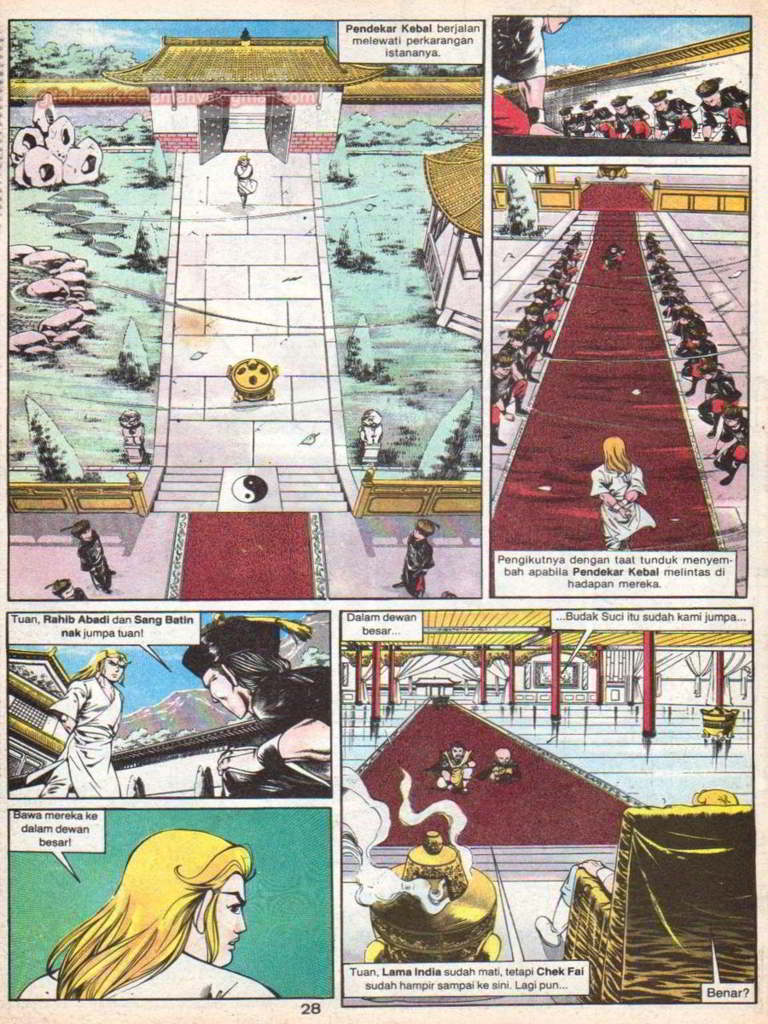 Pendekar Kebal berjalan
melewati perkarangan
istananya.
Pengikutnya dengan taat tunduk menyem-
bah apabila Pendekar Kebal melintas di
hadapan mereka.
Tuan, Rahib Abadi dan Sang Batin
nak jumpa tuan!
Bawa mereka ke
dalam dewan
besar!
Dalam dewan
besar...
...Budak Suci itu sudah kami jumpa...
Tuan, Lama India sudah mati, tetapi Chek Fai
sudah hampir sampai ke sini. Lagi pun...
Benar?
28